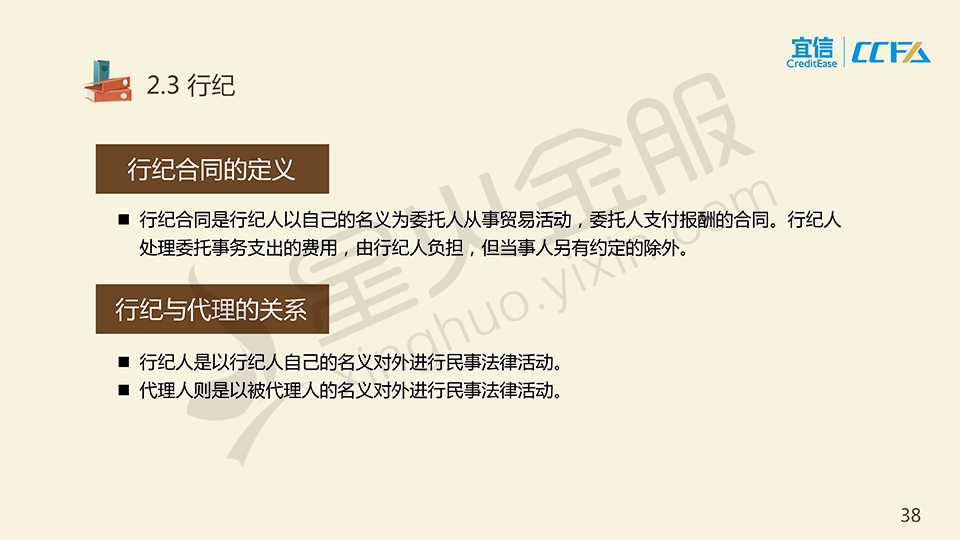 宜信
CreditEase
CCFA
2.3 行纪
行纪合同的定义
■ 行纪合同是行纪人以自己的名义为委托人从事贸易活动，委托人支付报酬的合同。行纪人
处理委托事务支出的费用，由行纪人负担，但当事人另有约定的除外。
行纪与代理的关系
■ 行纪人是以行纪人自己的名义对外进行民事法律活动。
■ 代理人则是以被代理人的名义对外进行民事法律活动。
星火金服
xinghuo.yixin.com
38